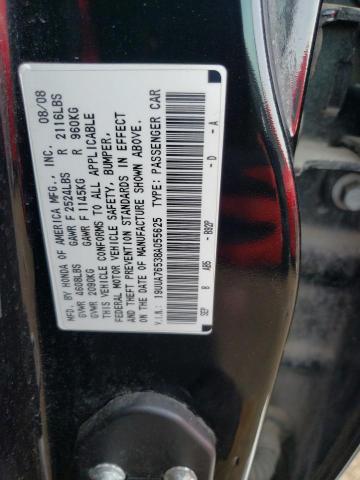 MFD BY HONDA OF AMERICA MFG., INC. 08/08
GVWR 4608LBS GAWR F 2524LBS R 2116LBS
GVWR 2090KG GAWR F 1145KG R 960KG
THIS VEHICLE CONFORMS TO ALL APPLICABLE
FEDERAL MOTOR VEHICLE SAFETY, BUMPER,
AND THEFT PREVENTION STANDARDS IN EFFECT
ON THE DATE OF MANUFACTURE SHOWN ABOVE.
V.I.N.: 19UUA76538A055625 TYPE: PASSENGER CAR
SEP B ABS - B92P - D - A